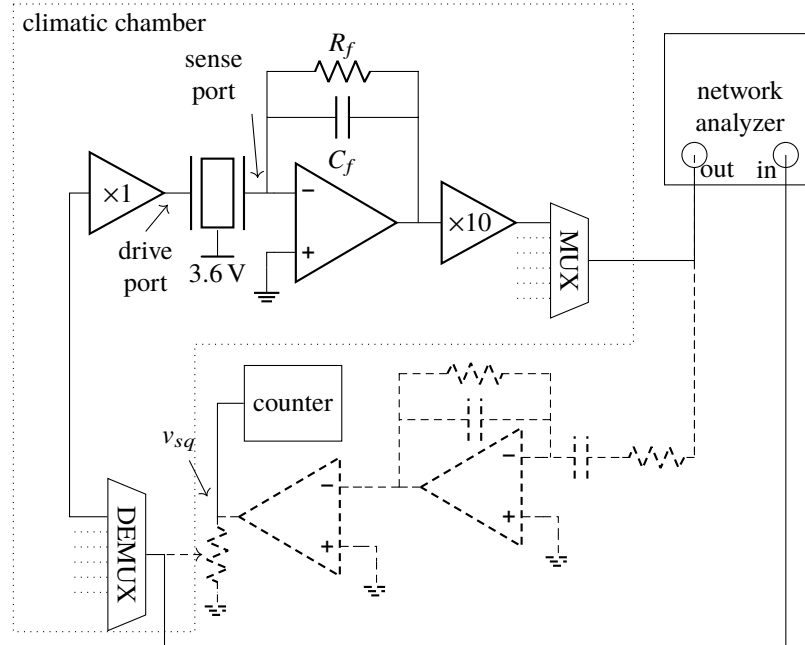 climatic chamber
R_f
sense
port
network
analyzer
C_f
out
in
×1
−
+
×10
MUX
drive
port
3.6 V
counter
v_sq
−
+
−
+
DEMUX